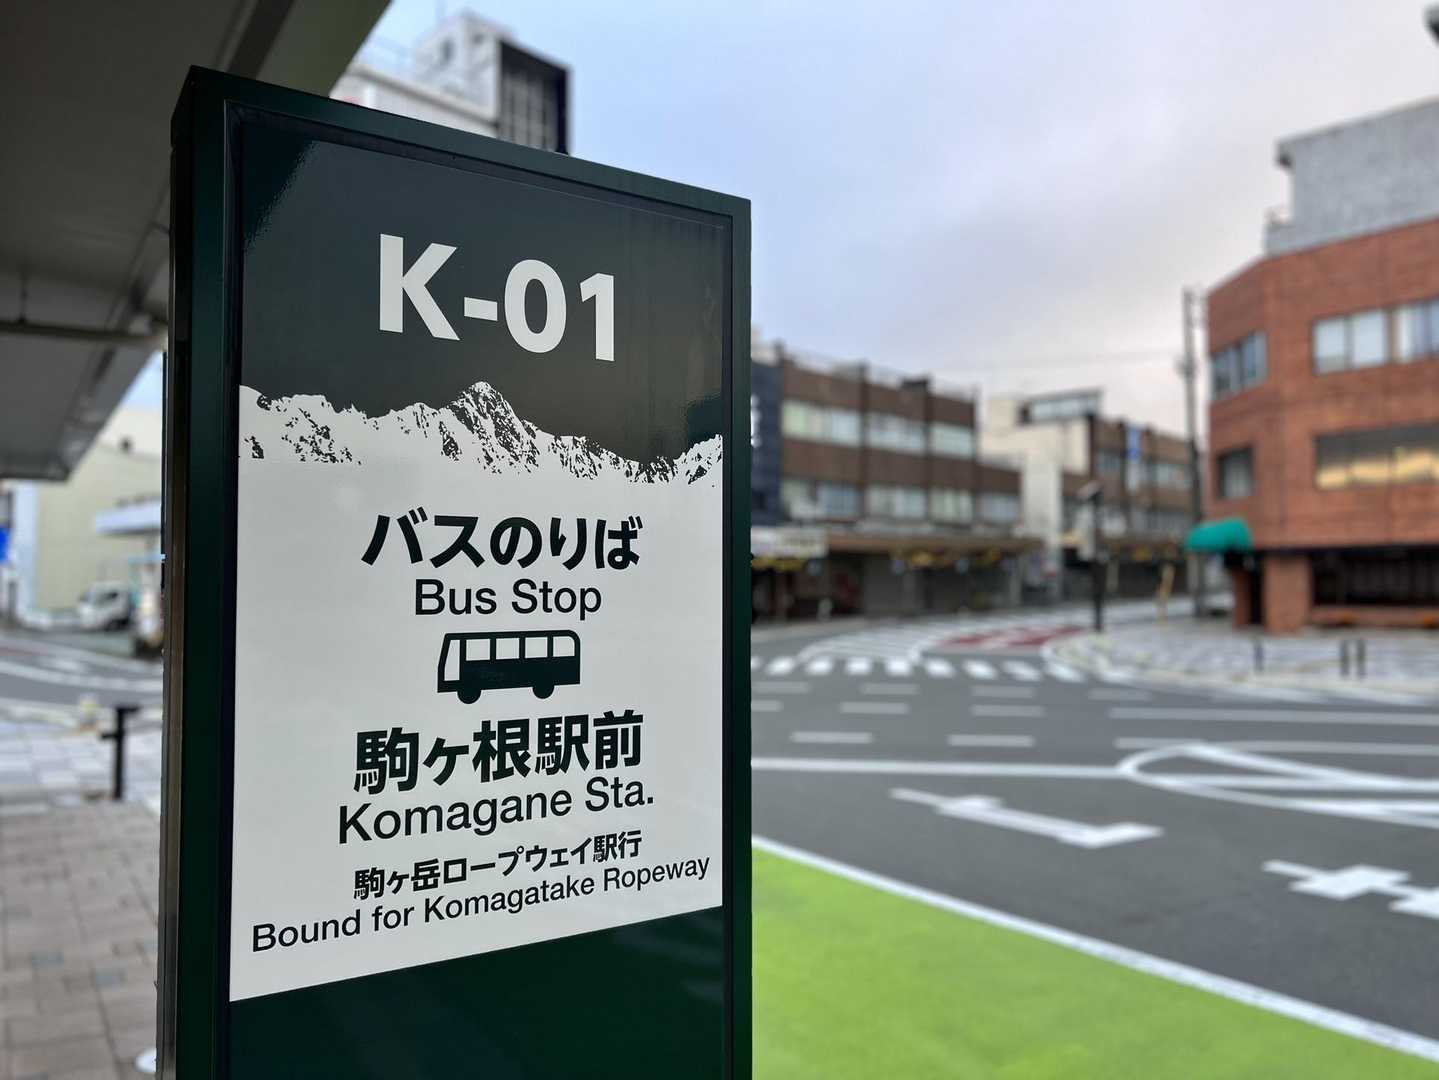 K-01
バスのりば
Bus Stop
駒ヶ根駅前
Komagane Sta.
駒ヶ岳ロープウェイ駅行
Bound for Komagatake Ropeway